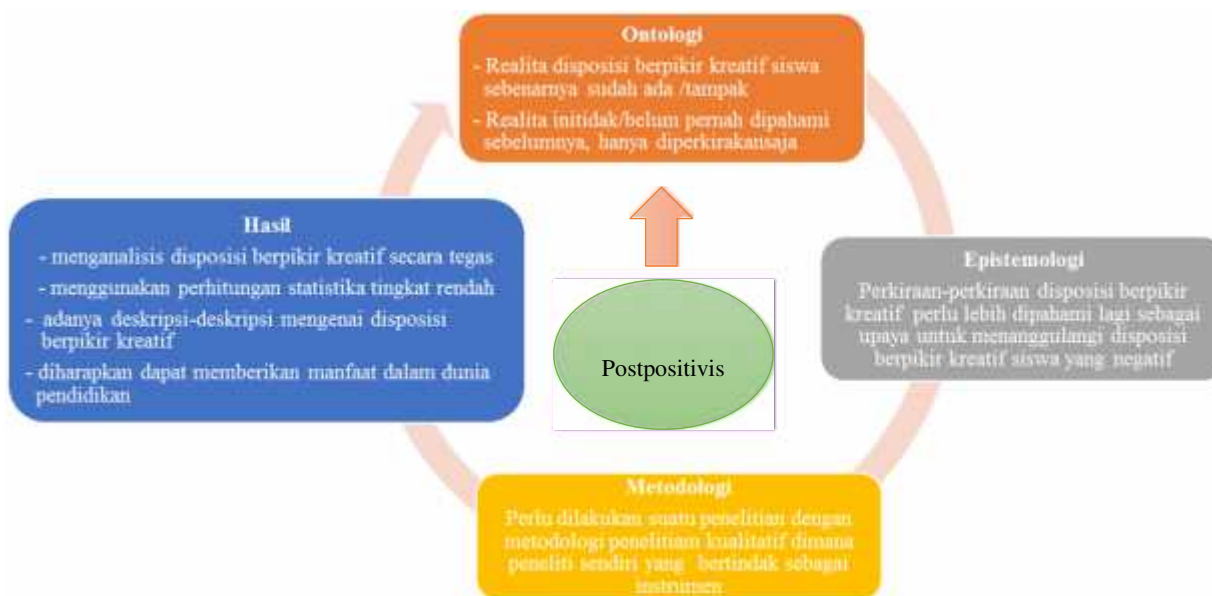 Ontologi
- Realita disposisi berpikir kreatif siswa
sebenarnya sudah ada /tampak
- Realita initidak/belum pernah dipahami
sebelumnya, hanya diperkirakansaja
Hasil
- menganalisis disposisi berpikir kreatif secara tegas
- menggunakan perhitungan statistika tingkat rendah
- adanya deskripsi-deskripsi mengenai disposisi
berpikir kreatif
- diharapkan dapat memberikan manfaat dalam dunia
pendidikan
Epistemologi
Perkiraan-perkiraan disposisi berpikir
kreatif perlu lebih dipahami lagi sebagai
upaya untuk menanggulangi disposisi
berpikir kreatif siswa yang negatif
Postpositivis
Metodologi
Perlu dilakukan suatu penelitian dengan
metodologi penelitiam kualitatif dimana
peneliti sendiri yang bertindak sebagai
instrumen